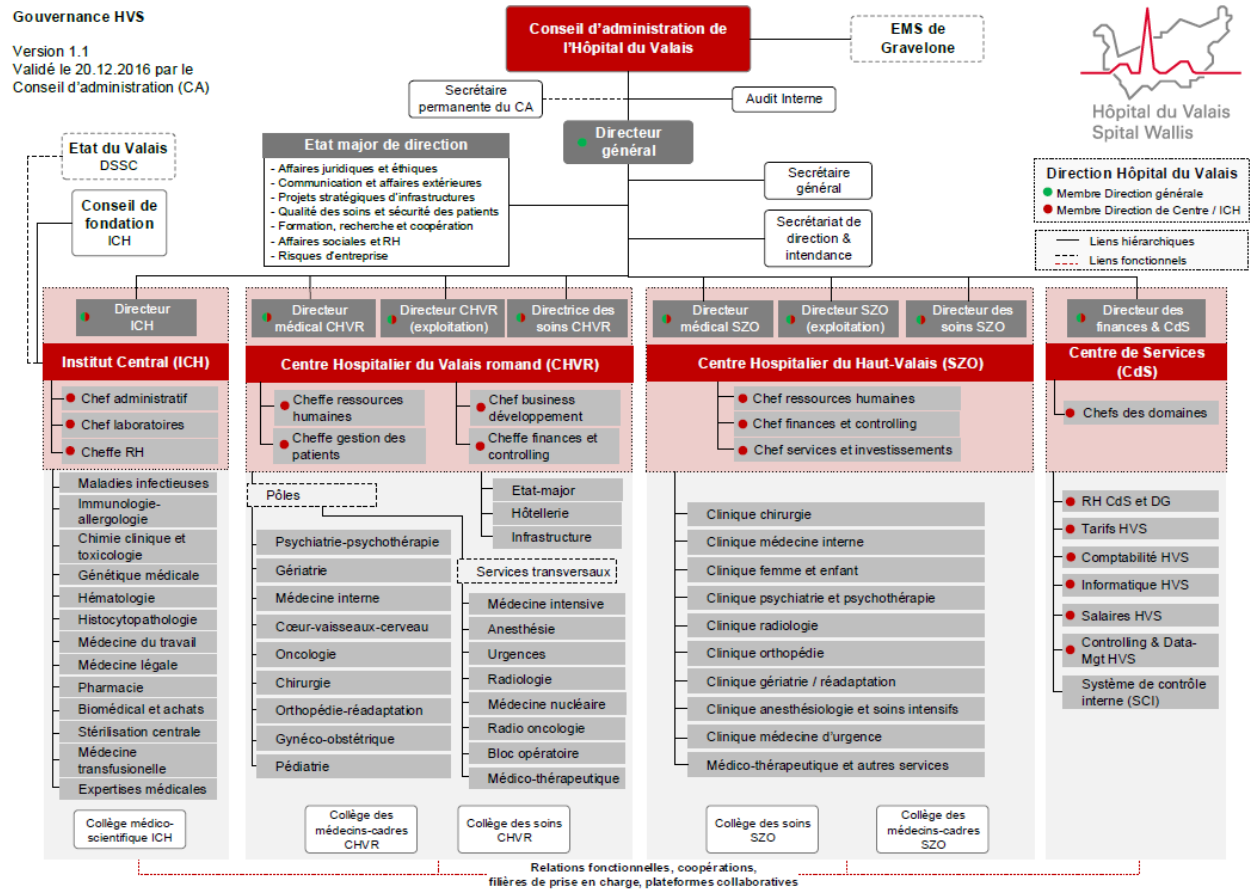 Gouvernance HVS
Version 1.1
Validé le 20.12.2016 par le
Conseil d'administration (CA)
Conseil d'administration de
l'Hôpital du Valais
EMS de
Gravelone
Hôpital du Valais
Spital Wallis
Secrétaire
permanente du CA
Audit Interne
Directeur
général
Etat du Valais
DSSC
Conseil de
fondation
ICH
Etat major de direction
- Affaires juridiques et éthiques
- Communication et affaires extérieures
- Projets stratégiques d'infrastructures
- Qualité des soins et sécurité des patients
- Formation, recherche et coopération
- Affaires sociales et RH
- Risques d'entreprise
Secrétaire
général
Secrétariat de
direction &
intendance
Direction Hôpital du Valais
Membre Direction générale
Membre Direction de Centre / ICH
Liens hiérarchiques
Liens fonctionnels
Directeur
ICH
Institut Central (ICH)
Chef administratif
Chef laboratoires
Cheffe RH
Maladies infectieuses
Immunologie-
allergologie
Chimie clinique et
toxicologie
Génétique médicale
Hématologie
Histocytopathologie
Médecine du travail
Médecine légale
Pharmacie
Biomédical et achats
Stérilisation centrale
Médecine
transfusionelle
Expertises médicales
Collège médico-
scientifique ICH
Directeur
médical CHVR
Directeur CHVR
(exploitation)
Directrice des
soins CHVR
Centre Hospitalier du Valais romand (CHVR)
Cheffe ressources
humaines
Cheffe gestion des
patients
Chef business
développement
Cheffe finances et
controlling
Pôles
Psychiatrie-psychothérapie
Gériatrie
Médecine interne
Cœur-vaisseaux-cerveau
Oncologie
Chirurgie
Orthopédie-réadaptation
Gynéco-obstétrique
Pédiatrie
Etat-major
Hôtellerie
Infrastructure
Services transversaux
Médecine intensive
Anesthésie
Urgences
Radiologie
Médecine nucléaire
Radio oncologie
Bloc opératoire
Médico-thérapeutique
Collège des
médecins-cadres
CHVR
Collège des soins
CHVR
Directeur
médical SZO
Directeur SZO
(exploitation)
Directeur des
soins SZO
Centre Hospitalier du Haut-Valais (SZO)
Chef ressources humaines
Chef finances et controlling
Chef services et investissements
Clinique chirurgie
Clinique médecine interne
Clinique femme et enfant
Clinique psychiatrie et psychothérapie
Clinique radiologie
Clinique orthopédie
Clinique gériatrie / réadaptation
Clinique anesthésiologie et soins intensifs
Clinique médecine d'urgence
Médico-thérapeutique et autres services
Collège des soins
SZO
Collège des
médecins-cadres
SZO
Directeur des
finances & CdS
Centre de Services
(CdS)
Chefs des domaines
RH CdS et DG
Tarifs HVS
Comptabilité HVS
Informatique HVS
Salaires HVS
Controlling & Data-
Mgt HVS
Système de contrôle
interne (SCI)
Relations fonctionnelles, coopérations,
filières de prise en charge, plateformes collaboratives